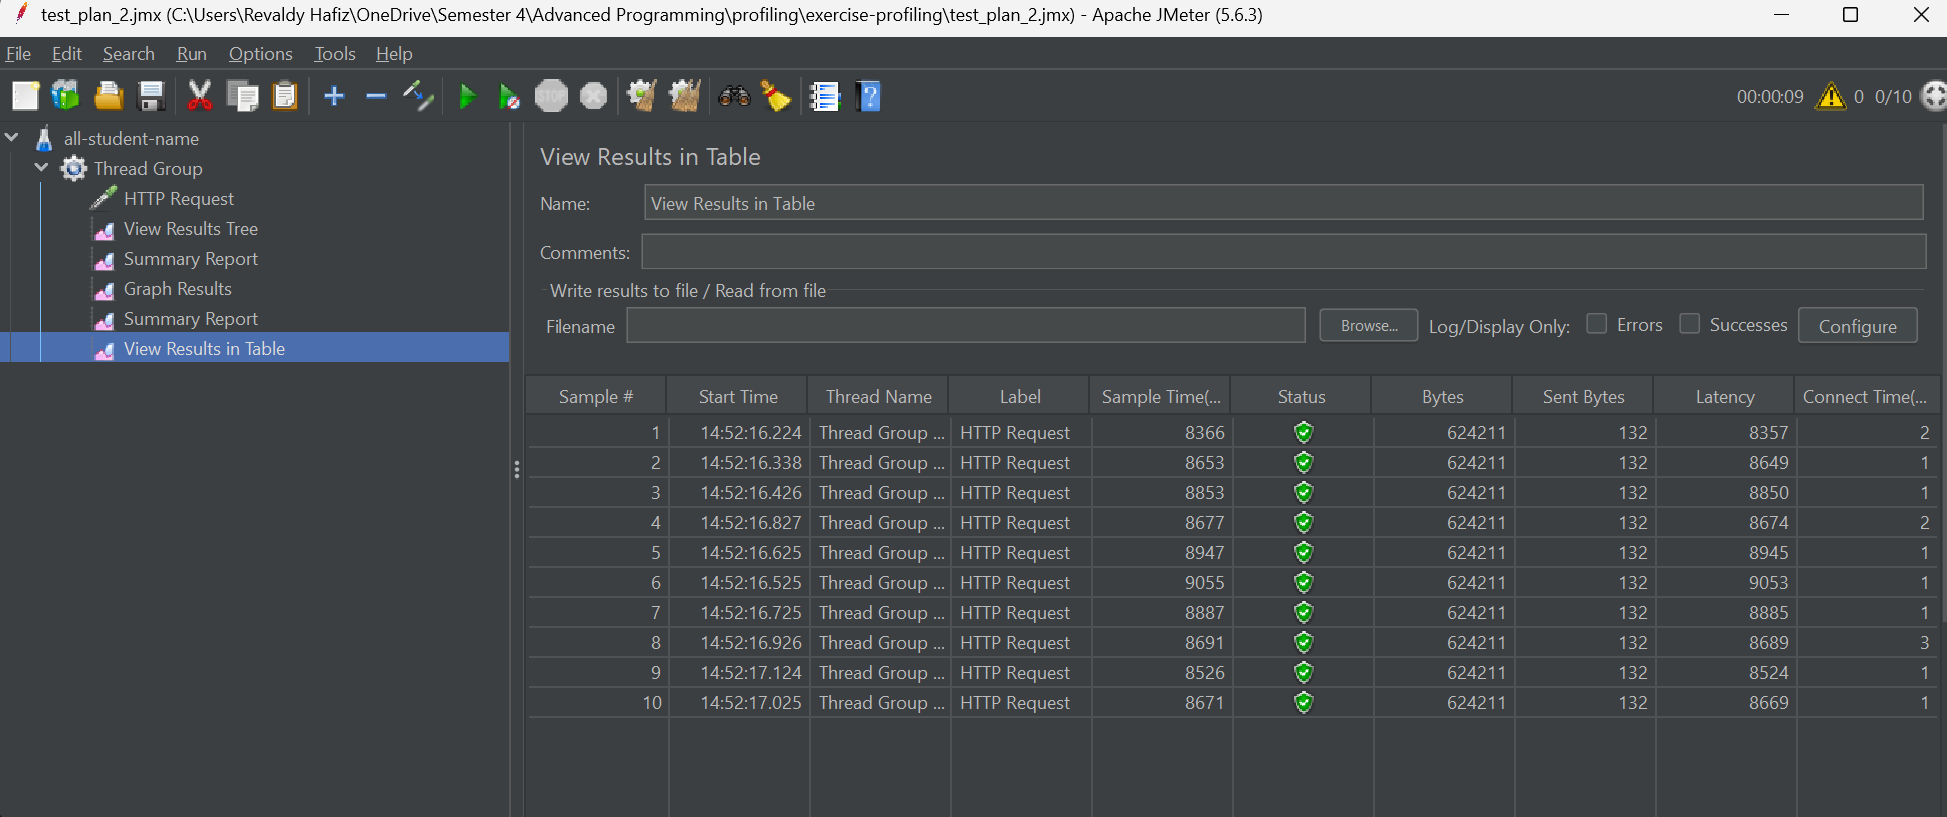 test_plan_2.jmx (C:\Users\Revaldy Hafiz\OneDrive\Semester 4\Advanced Programming\profiling\exercise-profiling\test_plan_2.jmx) - Apache JMeter (5.6.3)
File Edit Search Run Options Tools Help
STOP 00:00:09 0 0/10
all-student-name
Thread Group
HTTP Request
View Results Tree
Summary Report
Graph Results
Summary Report
View Results in Table
View Results in Table
Name: View Results in Table
Comments:
Write results to file / Read from file
Filename Browse... Log/Display Only: Errors Successes Configure
Sample # Start Time Thread Name Label Sample Time(... Status Bytes Sent Bytes Latency Connect Time(...
1 14:52:16.224 Thread Group ... HTTP Request 8366 624211 132 8357 2
2 14:52:16.338 Thread Group ... HTTP Request 8653 624211 132 8649 1
3 14:52:16.426 Thread Group ... HTTP Request 8853 624211 132 8850 1
4 14:52:16.827 Thread Group ... HTTP Request 8677 624211 132 8674 2
5 14:52:16.625 Thread Group ... HTTP Request 8947 624211 132 8945 1
6 14:52:16.525 Thread Group ... HTTP Request 9055 624211 132 9053 1
7 14:52:16.725 Thread Group ... HTTP Request 8887 624211 132 8885 1
8 14:52:16.926 Thread Group ... HTTP Request 8691 624211 132 8689 3
9 14:52:17.124 Thread Group ... HTTP Request 8526 624211 132 8524 1
10 14:52:17.025 Thread Group ... HTTP Request 8671 624211 132 8669 1